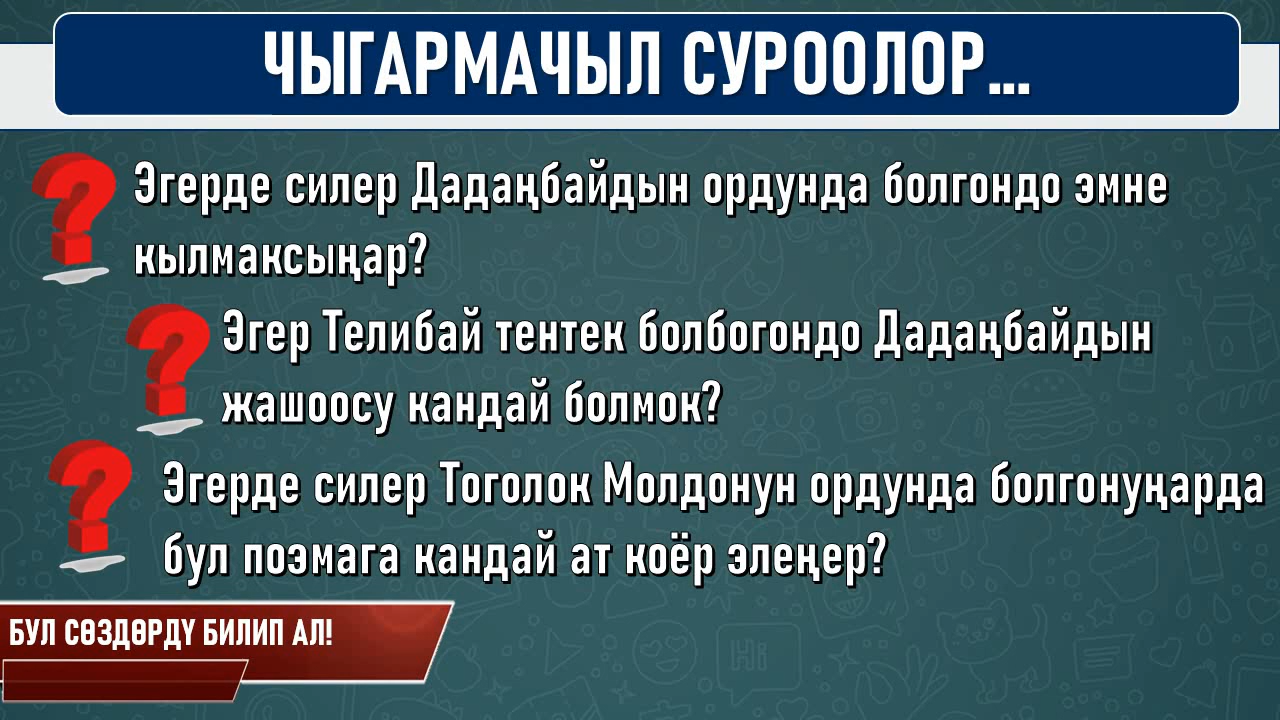 ЧЫГАРМАЧЫЛ СУРООЛОР...
Эгерде силер Дадаңбайдын ордунда болгондо эмне
кылмаксыңар?
Эгер Телибай тентек болбогондо Дадаңбайдын
жашоосу кандай болмок?
Эгерде силер Тоголок Молдонун ордунда болгонуңарда
бул поэмага кандай ат коёр элеңер?
БУЛ СӨЗДӨРДҮ БИЛИП АЛ!
Hi